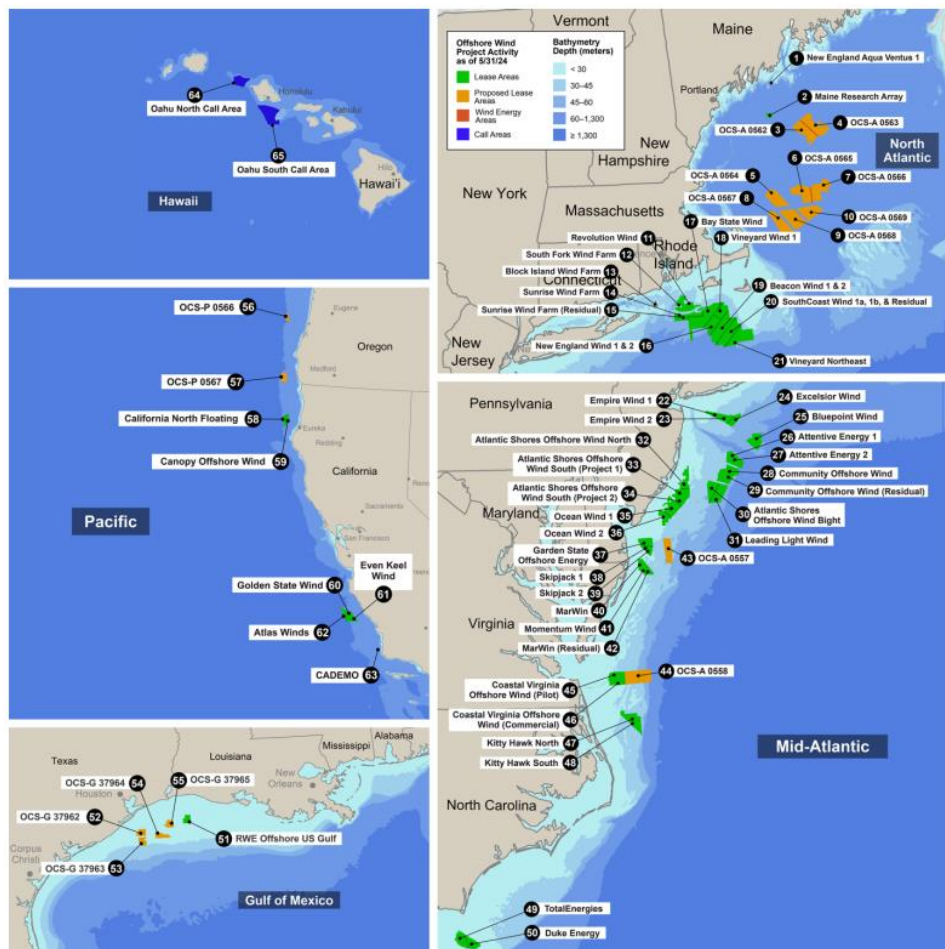 64
Oahu North Call Area
Honolulu
Kahului
65
Oahu South Call Area
Hilo
Hawai'i
Hawaii
OCS-P 0566
56
Eugene
Oregon
OCS-P 0567
57
Medford
California North Floating
58
Eureka
Redding
Canopy Offshore Wind
59
California
Sacramento
San Francisco
Pacific
Even Keel
Wind
61
Golden State Wind
60
Atlas Winds
62
CADEMO
63
Texas
Louisiana
Mississippi
Alabama
New
Orleans
OCS-G 37964
54
55
OCS-G 37965
Houston
OCS-G 37962
52
51
RWE Offshore US Gulf
Corpus
Christi
OCS-G 37963
53
Gulf of Mexico
Offshore Wind
Project Activity
as of 5/31/24
Lease Areas
Proposed Lease
Areas
Wind Energy
Areas
Call Areas
Bathymetry
Depth (meters)
< 30
30–45
45–60
60–1,300
≥ 1,300
Vermont
Maine
1
New England Aqua Ventus 1
Portland
2
Maine Research Array
OCS-A 0562
3
4
OCS-A 0563
New
Hampshire
North
Atlantic
6
OCS-A 0565
OCS-A 0564
5
7
OCS-A 0566
New York
OCS-A 0567
8
Massachusetts
17
Bay State Wind
10
OCS-A 0569
9
OCS-A 0568
Revolution Wind
11
18
Vineyard Wind 1
Rhode
Island
South Fork Wind Farm
12
Block Island Wind Farm
13
Connecticut
19
Beacon Wind 1 & 2
Sunrise Wind Farm
14
20
SouthCoast Wind 1a, 1b, & Residual
Sunrise Wind Farm (Residual)
15
New
Jersey
New England Wind 1 & 2
16
21
Vineyard Northeast
Pennsylvania
Empire Wind 1
22
24
Excelsior Wind
Empire Wind 2
23
25
Bluepoint Wind
Atlantic Shores Offshore Wind North
32
26
Attentive Energy 1
27
Attentive Energy 2
Atlantic Shores Offshore
Wind South (Project 1)
33
28
Community Offshore Wind
29
Community Offshore Wind (Residual)
Atlantic Shores Offshore
Wind South (Project 2)
34
Maryland
30
Atlantic Shores
Offshore Wind Bight
Ocean Wind 1
35
Ocean Wind 2
36
31
Leading Light Wind
Garden State
Offshore Energy
37
43
OCS-A 0557
Skipjack 1
38
Skipjack 2
39
MarWin
40
Virginia
Momentum Wind
41
MarWin (Residual)
42
44
OCS-A 0558
Coastal Virginia
Offshore Wind (Pilot)
45
Coastal Virginia Offshore
Wind (Commercial)
46
Kitty Hawk North
47
Kitty Hawk South
48
Mid-Atlantic
North Carolina
49
TotalEnergies
50
Duke Energy